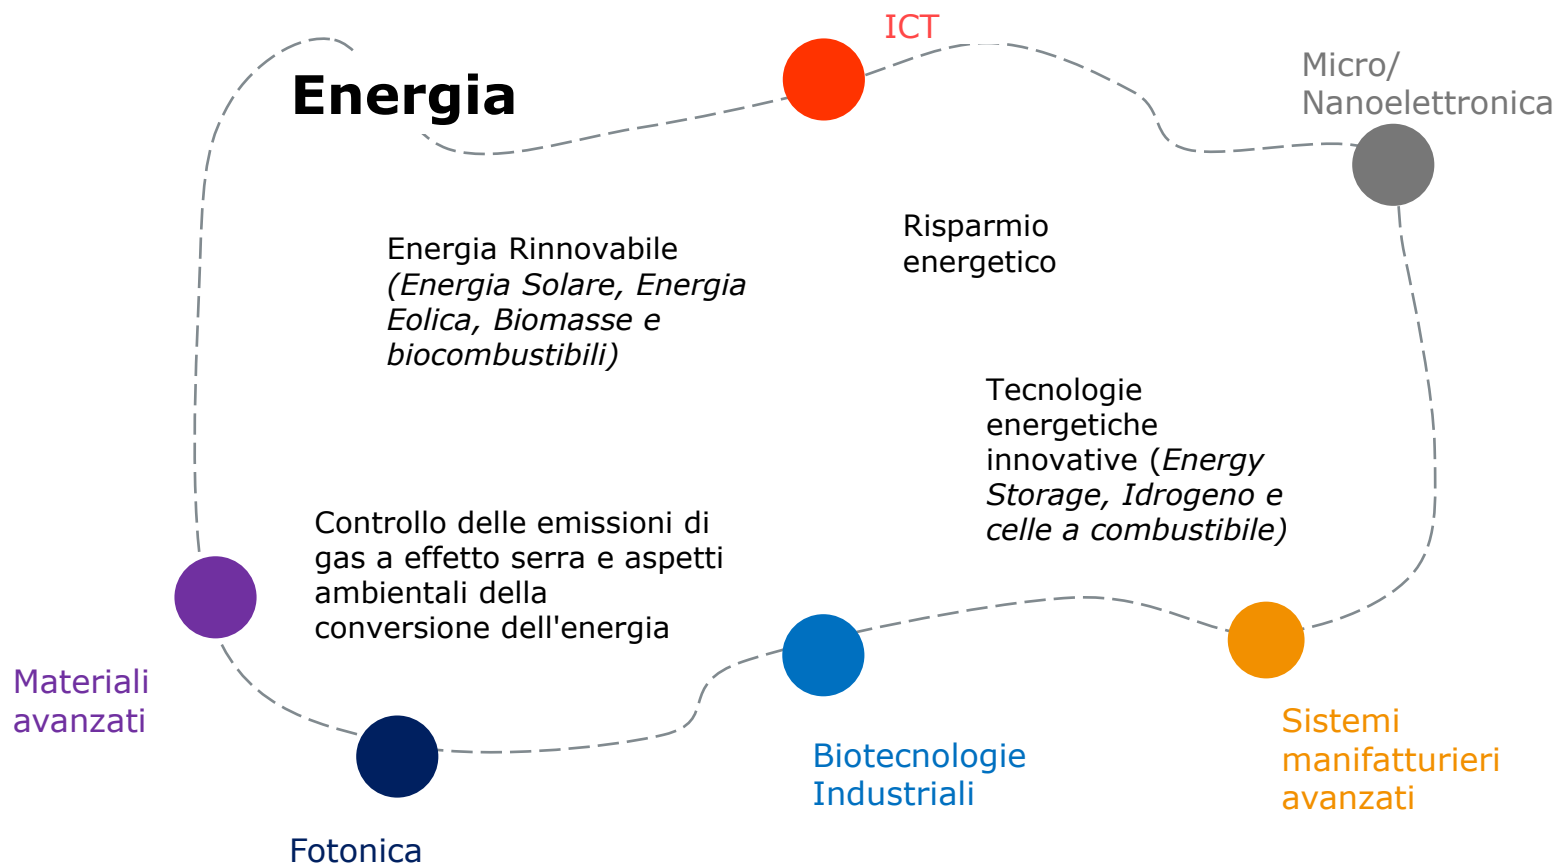 ICT
Micro/
Nanoelettronica
Energia
Energia Rinnovabile
(Energia Solare, Energia
Eolica, Biomasse e
biocombustibili)
Risparmio
energetico
Tecnologie
energetiche
innovative (Energy
Storage, Idrogeno e
celle a combustibile)
Controllo delle emissioni di
gas a effetto serra e aspetti
ambientali della
conversione dell'energia
Materiali
avanzati
Fotonica
Biotecnologie
Industriali
Sistemi
manifatturieri
avanzati